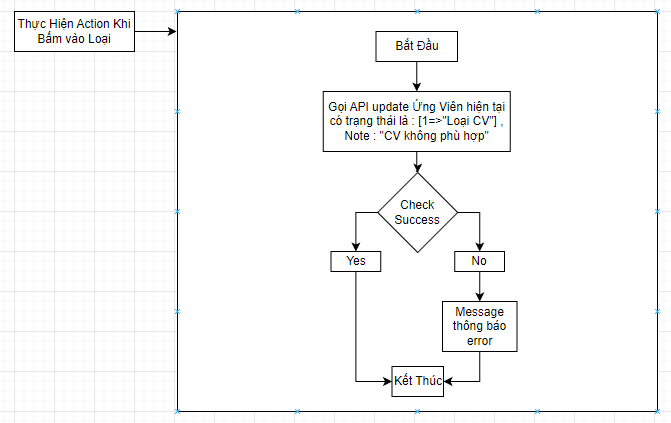 Thực Hiện Action Khi
Bấm vào Loại
Bắt Đầu
Gọi API update Ứng Viên hiện tại
có trạng thái là : [1=>"Loại CV"] ,
Note : "CV không phù hợp"
Check
Success
Yes
No
Message
thông báo
error
Kết Thúc